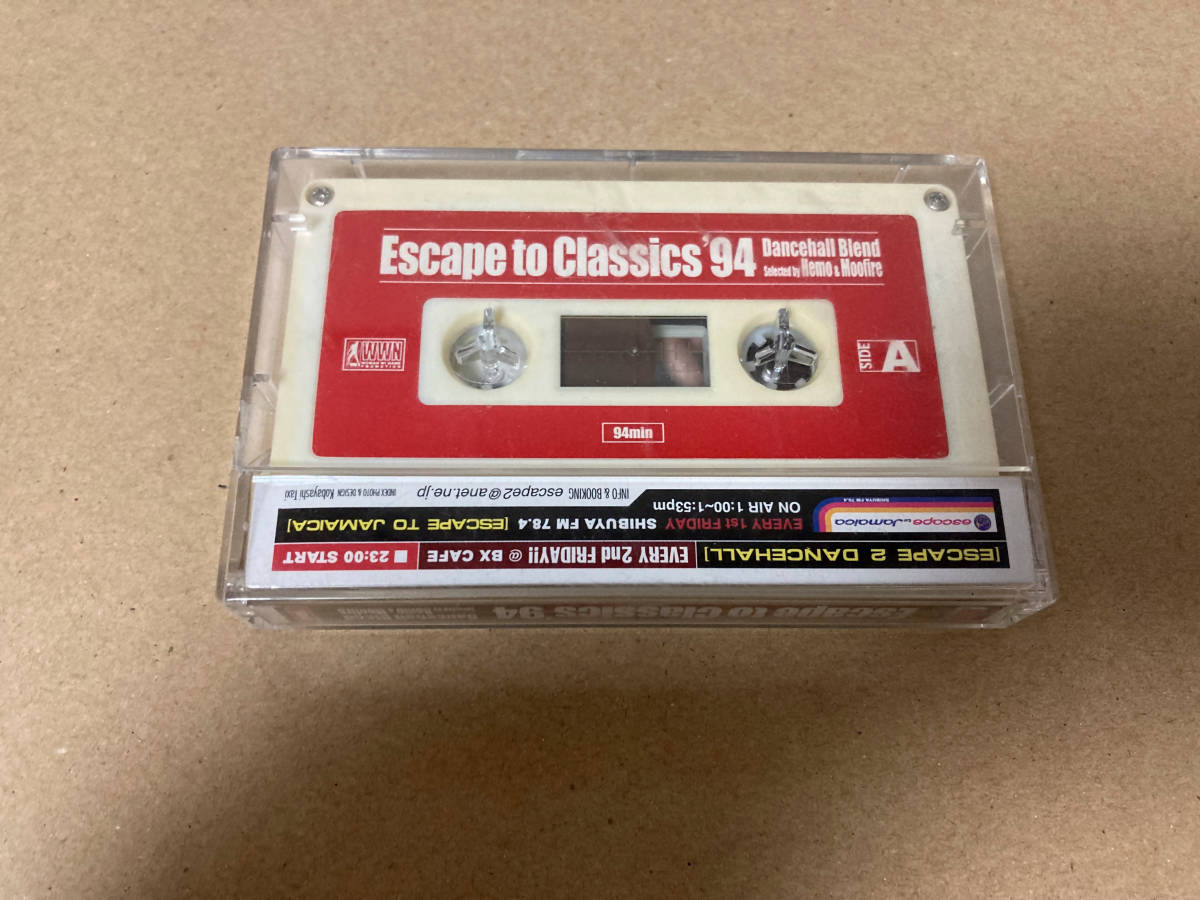 Escape to Classics '94
Dancehall Blend
Selected by Hemo & Moofire
WWN
SIDE A
94min
[ESCAPE 2 DANCEHALL] EVERY 2nd FRIDAY!! @ BX CAFE ■ 23:00 START
escape to Jamaica
SHIBUYA FM 78.4
EVERY 1st FRIDAY SHIBUYA FM 78.4 [ESCAPE TO JAMAICA]
ON AIR 1:00~1:53pm
INFO & BOOKING escape2@anet.ne.jp INDEX PHOTO & DESIGN Kobayashi Taxi
Escape to Classics '94